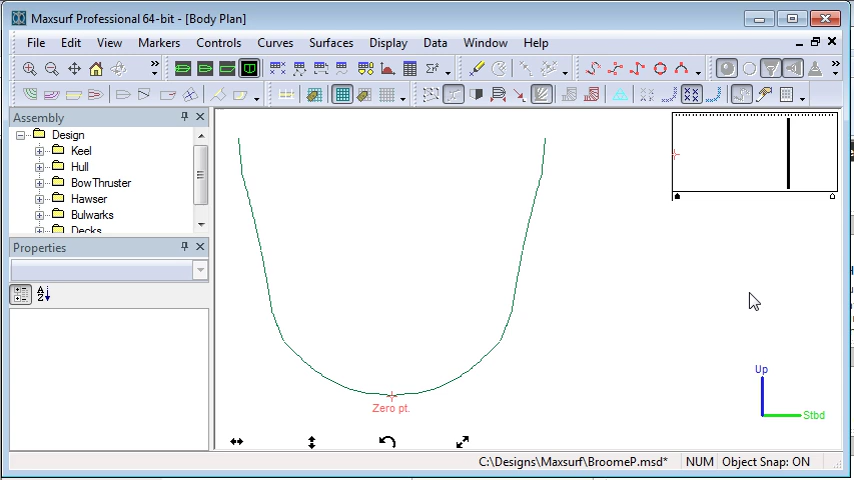 Maxsurf Professional 64-bit - [Body Plan]
File Edit View Markers Controls Curves Surfaces Display Data Window Help
Assembly
Design
Keel
Hull
BowThruster
Hawser
Bulwarks
Decks
Properties
Zero pt.
Up
Stbd
C:\Designs\Maxsurf\BroomeP.msd* NUM Object Snap: ON